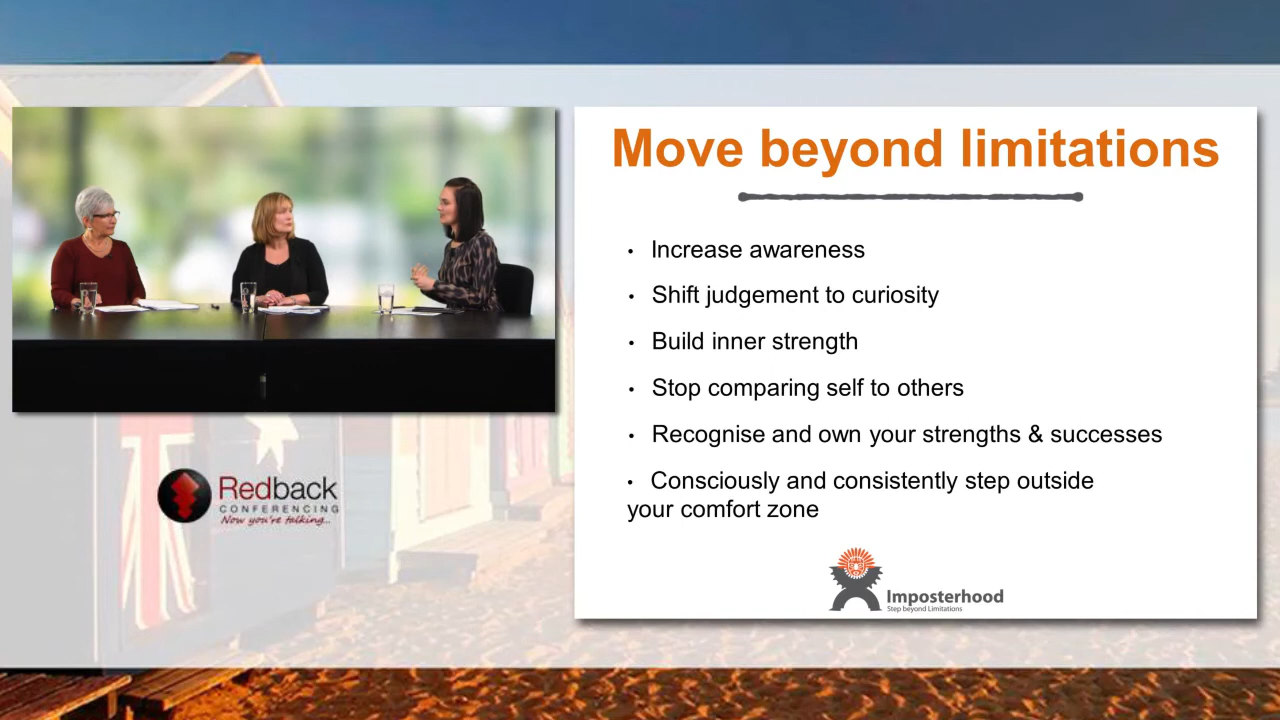 Move beyond limitations
• Increase awareness
• Shift judgement to curiosity
• Build inner strength
• Stop comparing self to others
• Recognise and own your strengths & successes
• Consciously and consistently step outside
your comfort zone
Imposterhood
Step beyond Limitations
Redback
CONFERENCING
Now you're talking...